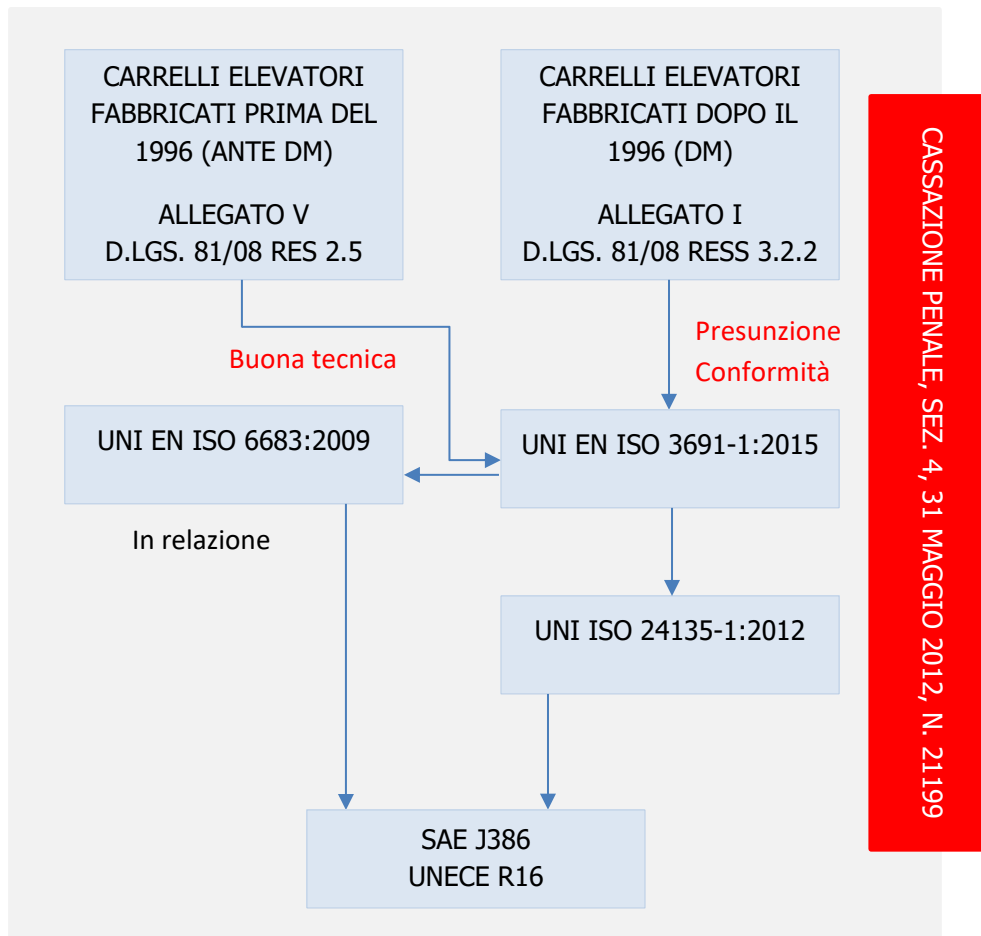 CARRELLI ELEVATORI
FABBRICATI PRIMA DEL
1996 (ANTE DM)
ALLEGATO V
D.LGS. 81/08 RES 2.5
CARRELLI ELEVATORI
FABBRICATI DOPO IL
1996 (DM)
ALLEGATO I
D.LGS. 81/08 RESS 3.2.2
Buona tecnica
Presunzione
Conformità
UNI EN ISO 6683:2009
UNI EN ISO 3691-1:2015
In relazione
UNI ISO 24135-1:2012
SAE J386
UNECE R16
CASSAZIONE PENALE, SEZ. 4, 31 MAGGIO 2012, N. 21199